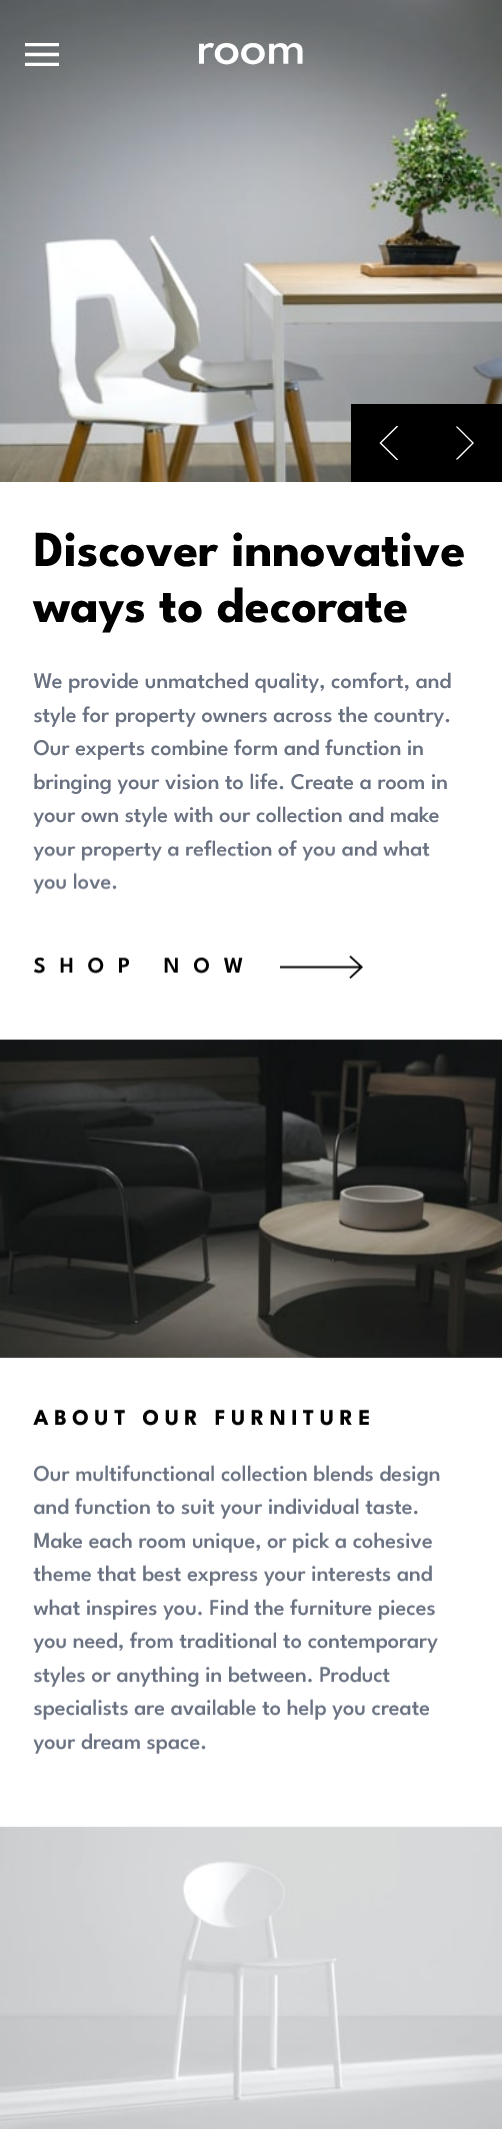 room
Discover innovative
ways to decorate
We provide unmatched quality, comfort, and
style for property owners across the country.
Our experts combine form and function in
bringing your vision to life. Create a room in
your own style with our collection and make
your property a reflection of you and what
you love.
SHOP NOW
ABOUT OUR FURNITURE
Our multifunctional collection blends design
and function to suit your individual taste.
Make each room unique, or pick a cohesive
theme that best express your interests and
what inspires you. Find the furniture pieces
you need, from traditional to contemporary
styles or anything in between. Product
specialists are available to help you create
your dream space.